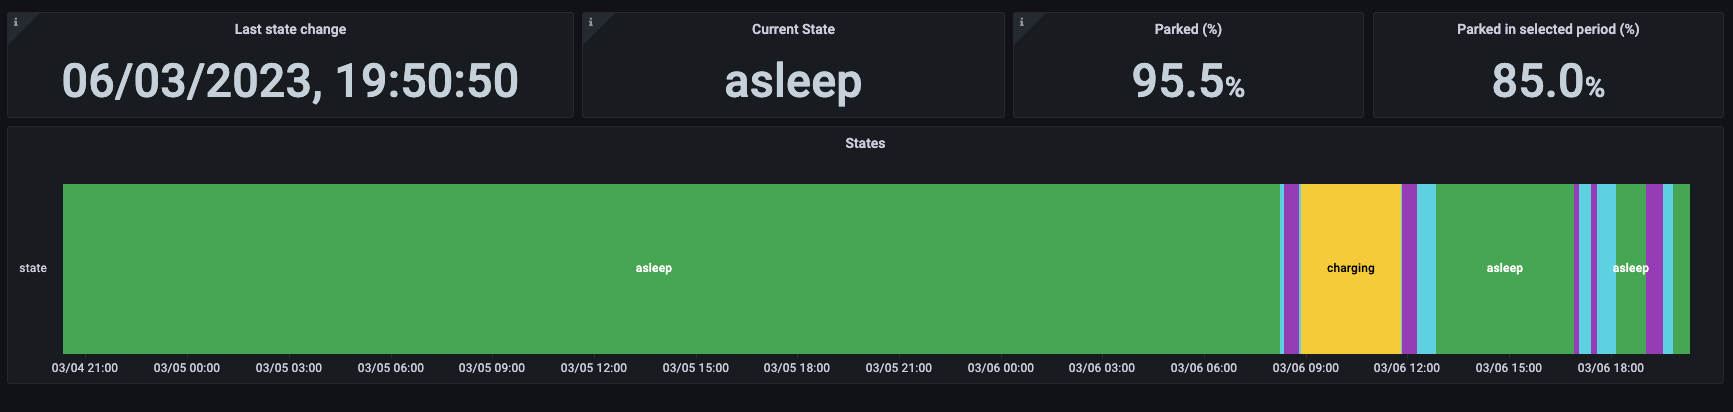 Last state change
06/03/2023, 19:50:50
Current State
asleep
Parked (%)
95.5%
Parked in selected period (%)
85.0%
States
state
asleep
charging
asleep
asleep
03/04 21:00
03/05 00:00
03/05 03:00
03/05 06:00
03/05 09:00
03/05 12:00
03/05 15:00
03/05 18:00
03/05 21:00
03/06 00:00
03/06 03:00
03/06 06:00
03/06 09:00
03/06 12:00
03/06 15:00
03/06 18:00